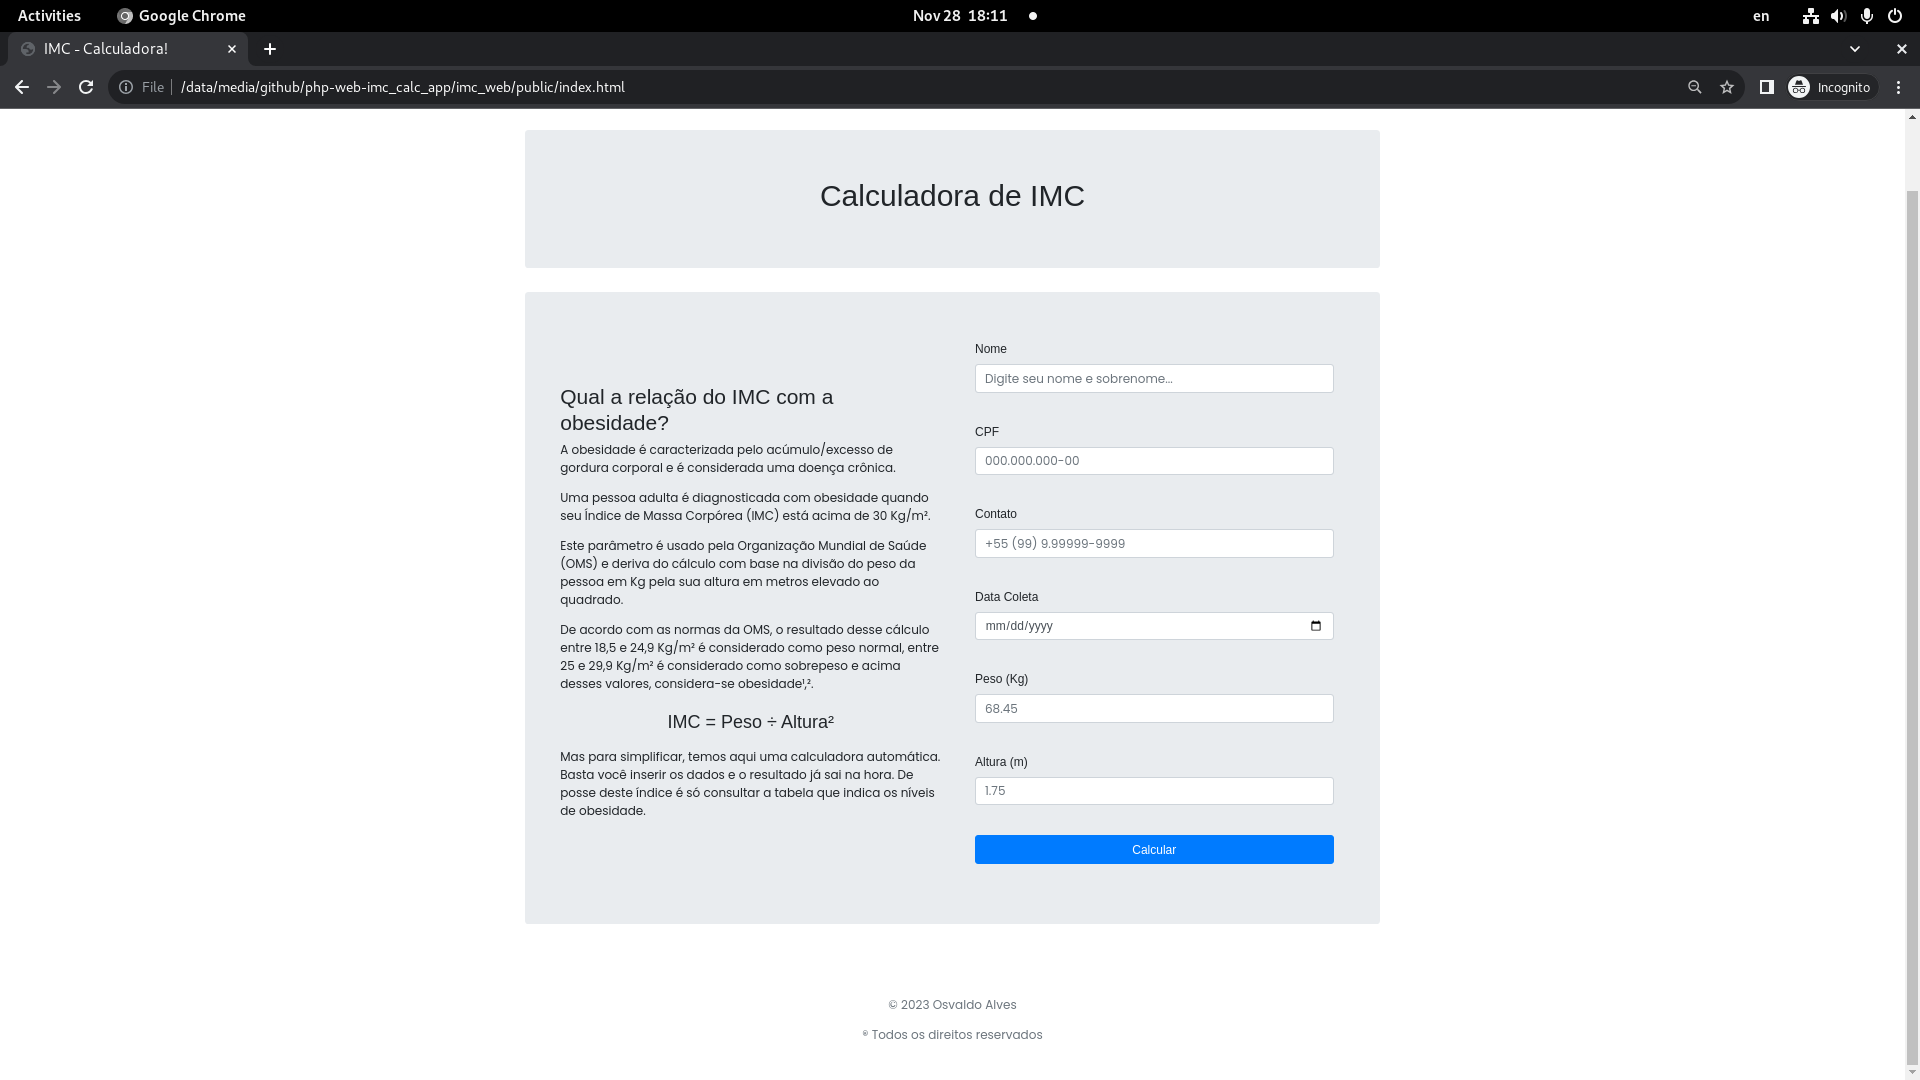 Activities
Google Chrome
Nov 28 18:11
en
IMC - Calculadora!
File
/data/media/github/php-web-imc_calc_app/imc_web/public/index.html
Incognito
Calculadora de IMC
Qual a relação do IMC com a
obesidade?
A obesidade é caracterizada pelo acúmulo/excesso de
gordura corporal e é considerada uma doença crônica.
Uma pessoa adulta é diagnosticada com obesidade quando
seu Índice de Massa Corpórea (IMC) está acima de 30 Kg/m².
Este parâmetro é usado pela Organização Mundial de Saúde
(OMS) e deriva do cálculo com base na divisão do peso da
pessoa em Kg pela sua altura em metros elevado ao
quadrado.
De acordo com as normas da OMS, o resultado desse cálculo
entre 18,5 e 24,9 Kg/m² é considerado como peso normal, entre
25 e 29,9 Kg/m² é considerado como sobrepeso e acima
desses valores, considera-se obesidade¹,².
IMC = Peso ÷ Altura²
Mas para simplificar, temos aqui uma calculadora automática.
Basta você inserir os dados e o resultado já sai na hora. De
posse deste índice é só consultar a tabela que indica os níveis
de obesidade.
Nome
Digite seu nome e sobrenome...
CPF
000.000.000-00
Contato
+55 (99) 9.99999-9999
Data Coleta
mm/dd/yyyy
Peso (Kg)
68.45
Altura (m)
1.75
Calcular
© 2023 Osvaldo Alves
® Todos os direitos reservados